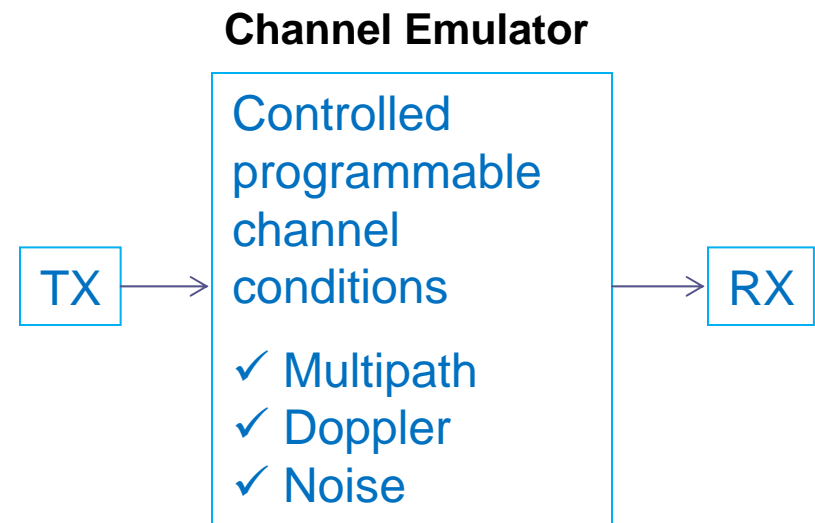 Channel Emulator
Controlled
programmable
channel
conditions
TX
RX
✓ Multipath
✓ Doppler
✓ Noise